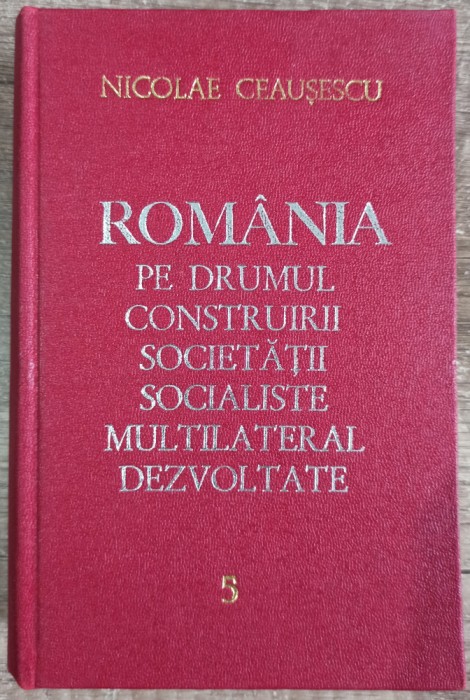 NICOLAE CEAUȘESCU
ROMÂNIA
PE DRUMUL
CONSTRUIRII
SOCIETĂȚII
SOCIALISTE
MULTILATERAL
DEZVOLTATE
5